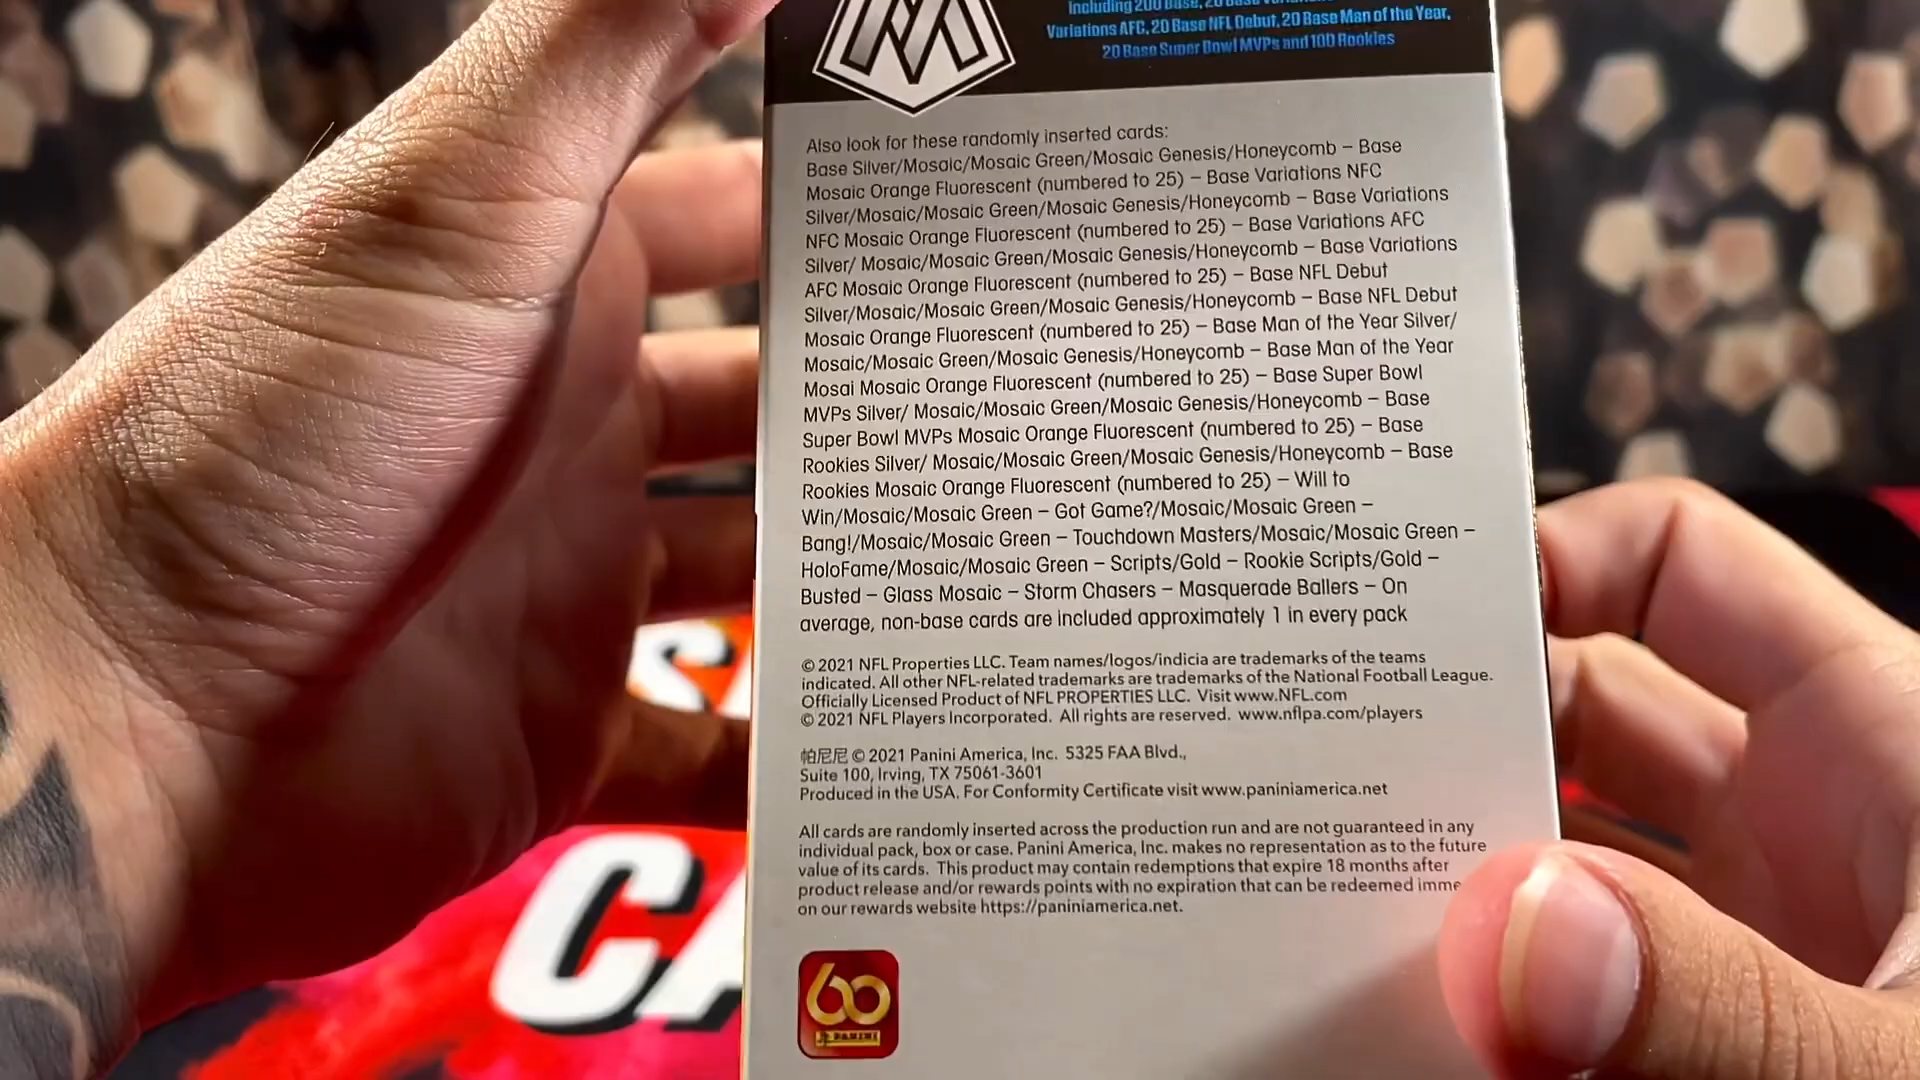 Including 200 Base, 20 Base
Variations AFC, 20 Base NFL Debut, 20 Base Man of the Year,
20 Base Super Bowl MVPs and 100 Rookies
Also look for these randomly inserted cards:
Base Silver/Mosaic/Mosaic Green/Mosaic Genesis/Honeycomb – Base
Mosaic Orange Fluorescent (numbered to 25) – Base Variations NFC
Silver/Mosaic/Mosaic Green/Mosaic Genesis/Honeycomb – Base Variations
NFC Mosaic Orange Fluorescent (numbered to 25) – Base Variations AFC
Silver/ Mosaic/Mosaic Green/Mosaic Genesis/Honeycomb – Base Variations
AFC Mosaic Orange Fluorescent (numbered to 25) – Base NFL Debut
Silver/Mosaic/Mosaic Green/Mosaic Genesis/Honeycomb – Base NFL Debut
Mosaic Orange Fluorescent (numbered to 25) – Base Man of the Year Silver/
Mosaic/Mosaic Green/Mosaic Genesis/Honeycomb – Base Man of the Year
Mosai Mosaic Orange Fluorescent (numbered to 25) – Base Super Bowl
MVPs Silver/ Mosaic/Mosaic Green/Mosaic Genesis/Honeycomb – Base
Super Bowl MVPs Mosaic Orange Fluorescent (numbered to 25) – Base
Rookies Silver/ Mosaic/Mosaic Green/Mosaic Genesis/Honeycomb – Base
Rookies Mosaic Orange Fluorescent (numbered to 25) – Will to
Win/Mosaic/Mosaic Green – Got Game?/Mosaic/Mosaic Green –
Bang!/Mosaic/Mosaic Green – Touchdown Masters/Mosaic/Mosaic Green –
HoloFame/Mosaic/Mosaic Green – Scripts/Gold – Rookie Scripts/Gold –
Busted – Glass Mosaic – Storm Chasers – Masquerade Ballers – On
average, non-base cards are included approximately 1 in every pack
© 2021 NFL Properties LLC. Team names/logos/indicia are trademarks of the teams
indicated. All other NFL-related trademarks are trademarks of the National Football League.
Officially Licensed Product of NFL PROPERTIES LLC. Visit www.NFL.com
© 2021 NFL Players Incorporated. All rights are reserved. www.nflpa.com/players
帕尼尼 © 2021 Panini America, Inc. 5325 FAA Blvd.,
Suite 100, Irving, TX 75061-3601
Produced in the USA. For Conformity Certificate visit www.paniniamerica.net
All cards are randomly inserted across the production run and are not guaranteed in any
individual pack, box or case. Panini America, Inc. makes no representation as to the future
value of its cards. This product may contain redemptions that expire 18 months after
product release and/or rewards points with no expiration that can be redeemed imme
on our rewards website https://paniniamerica.net.
60
PANINI
CA